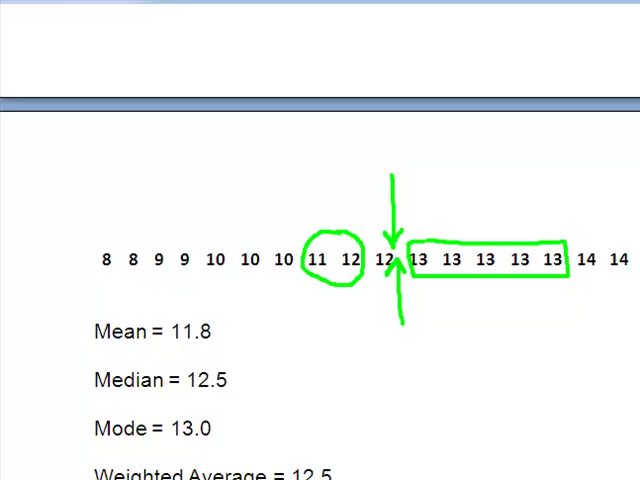 8 8 9 9 10 10 10 11 12 12 13 13 13 13 13 14 14
Mean = 11.8
Median = 12.5
Mode = 13.0
Weighted Average = 12.5